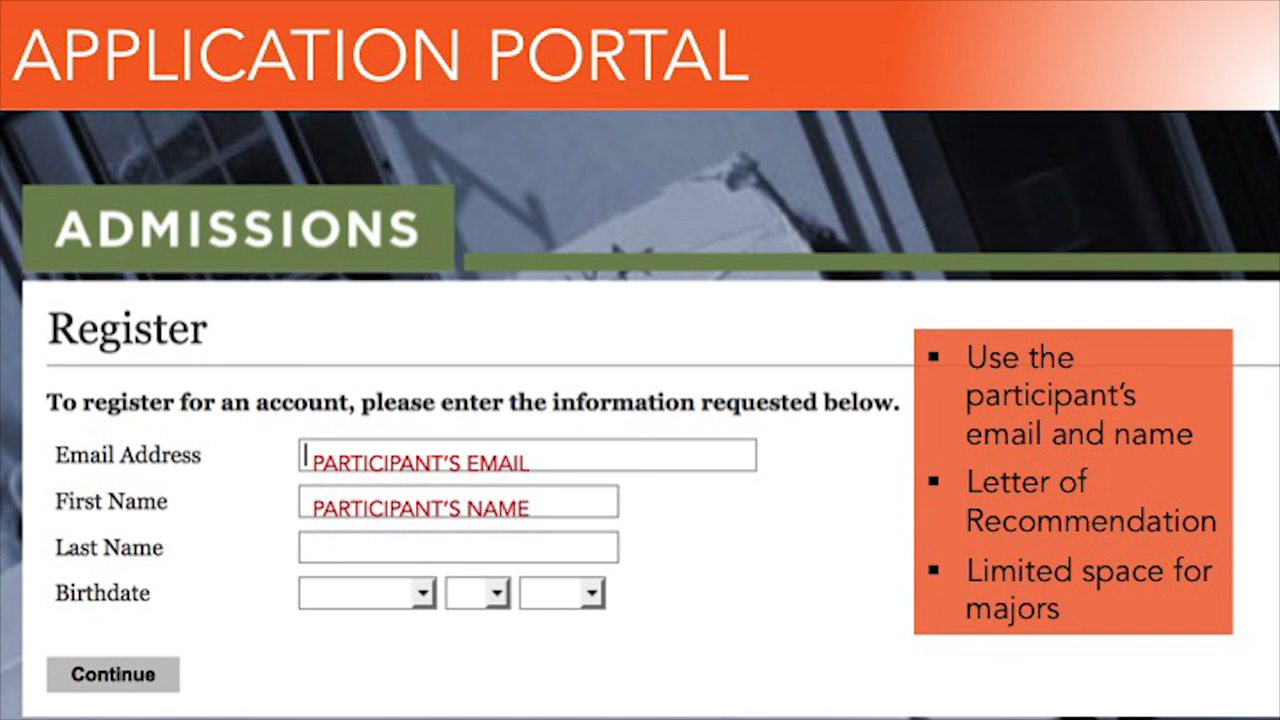 APPLICATION PORTAL
ADMISSIONS
Register
To register for an account, please enter the information requested below.
Email Address
PARTICIPANT'S EMAIL
First Name
PARTICIPANT'S NAME
Last Name
Birthdate
Continue
▪ Use the
participant's
email and name
▪ Letter of
Recommendation
▪ Limited space for
majors